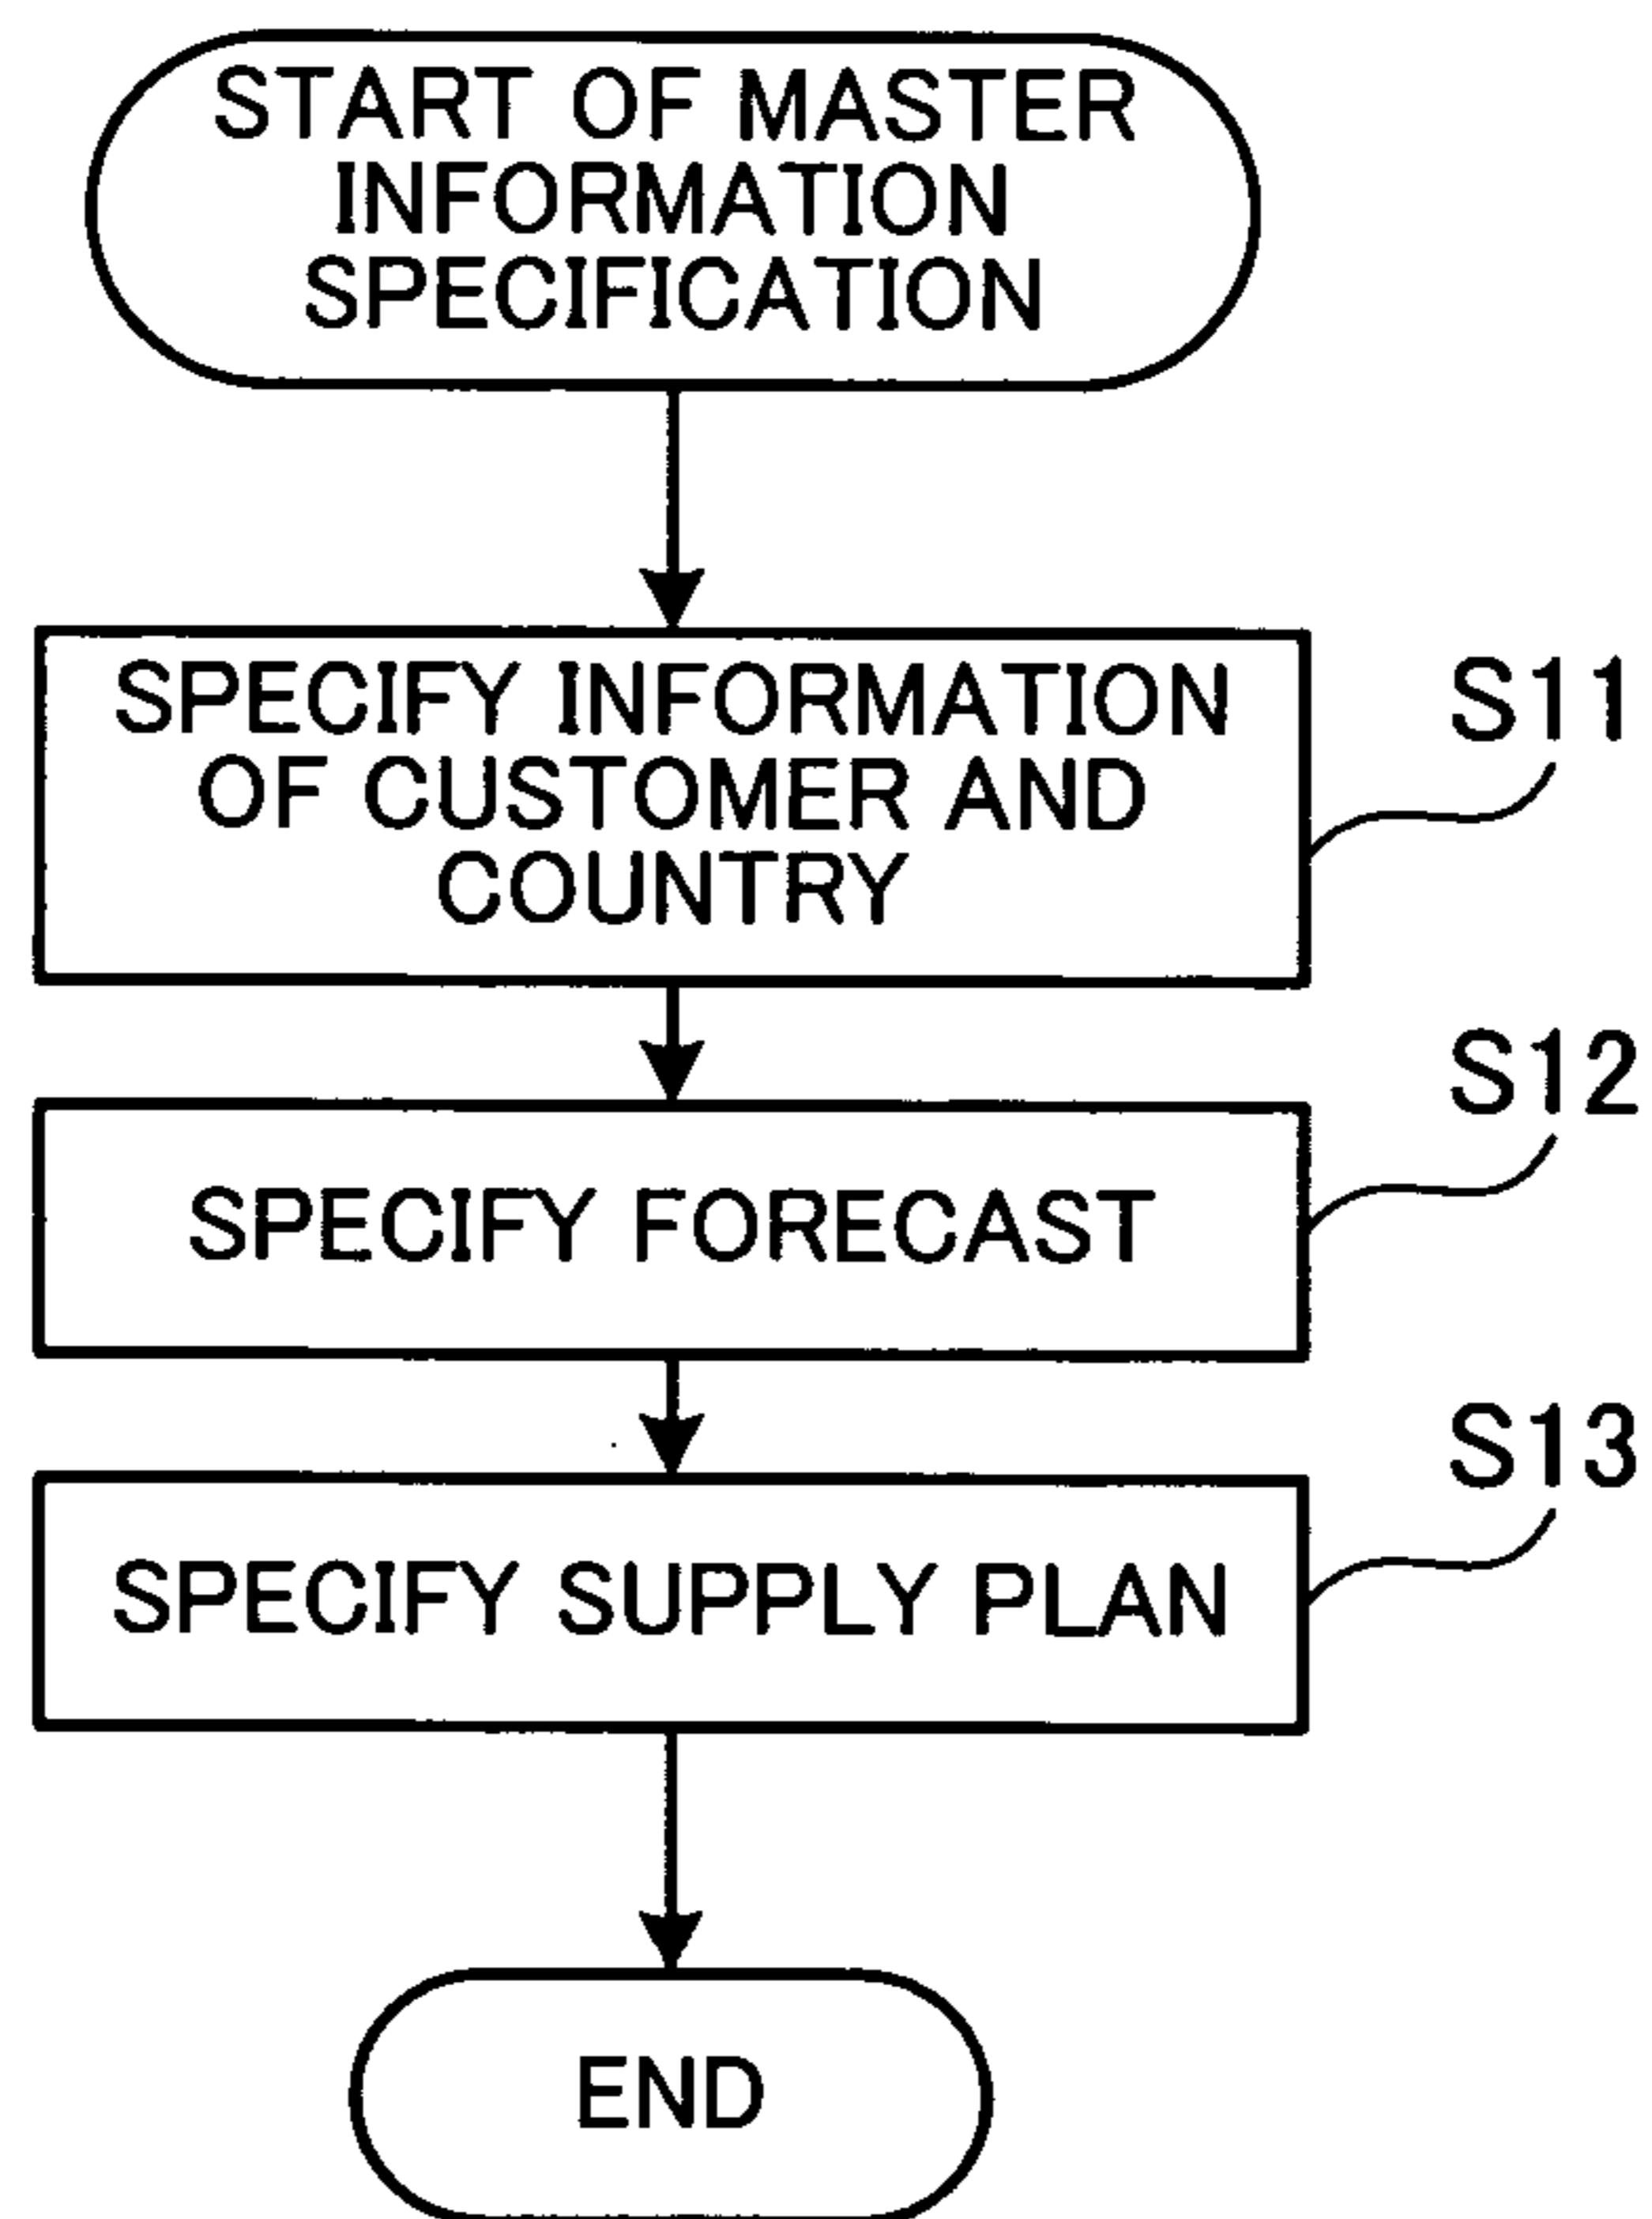 START OF MASTER
INFORMATION
SPECIFICATION
SPECIFY INFORMATION
OF CUSTOMER AND
COUNTRY
S11
S12
SPECIFY FORECAST
S13
SPECIFY SUPPLY PLAN
END